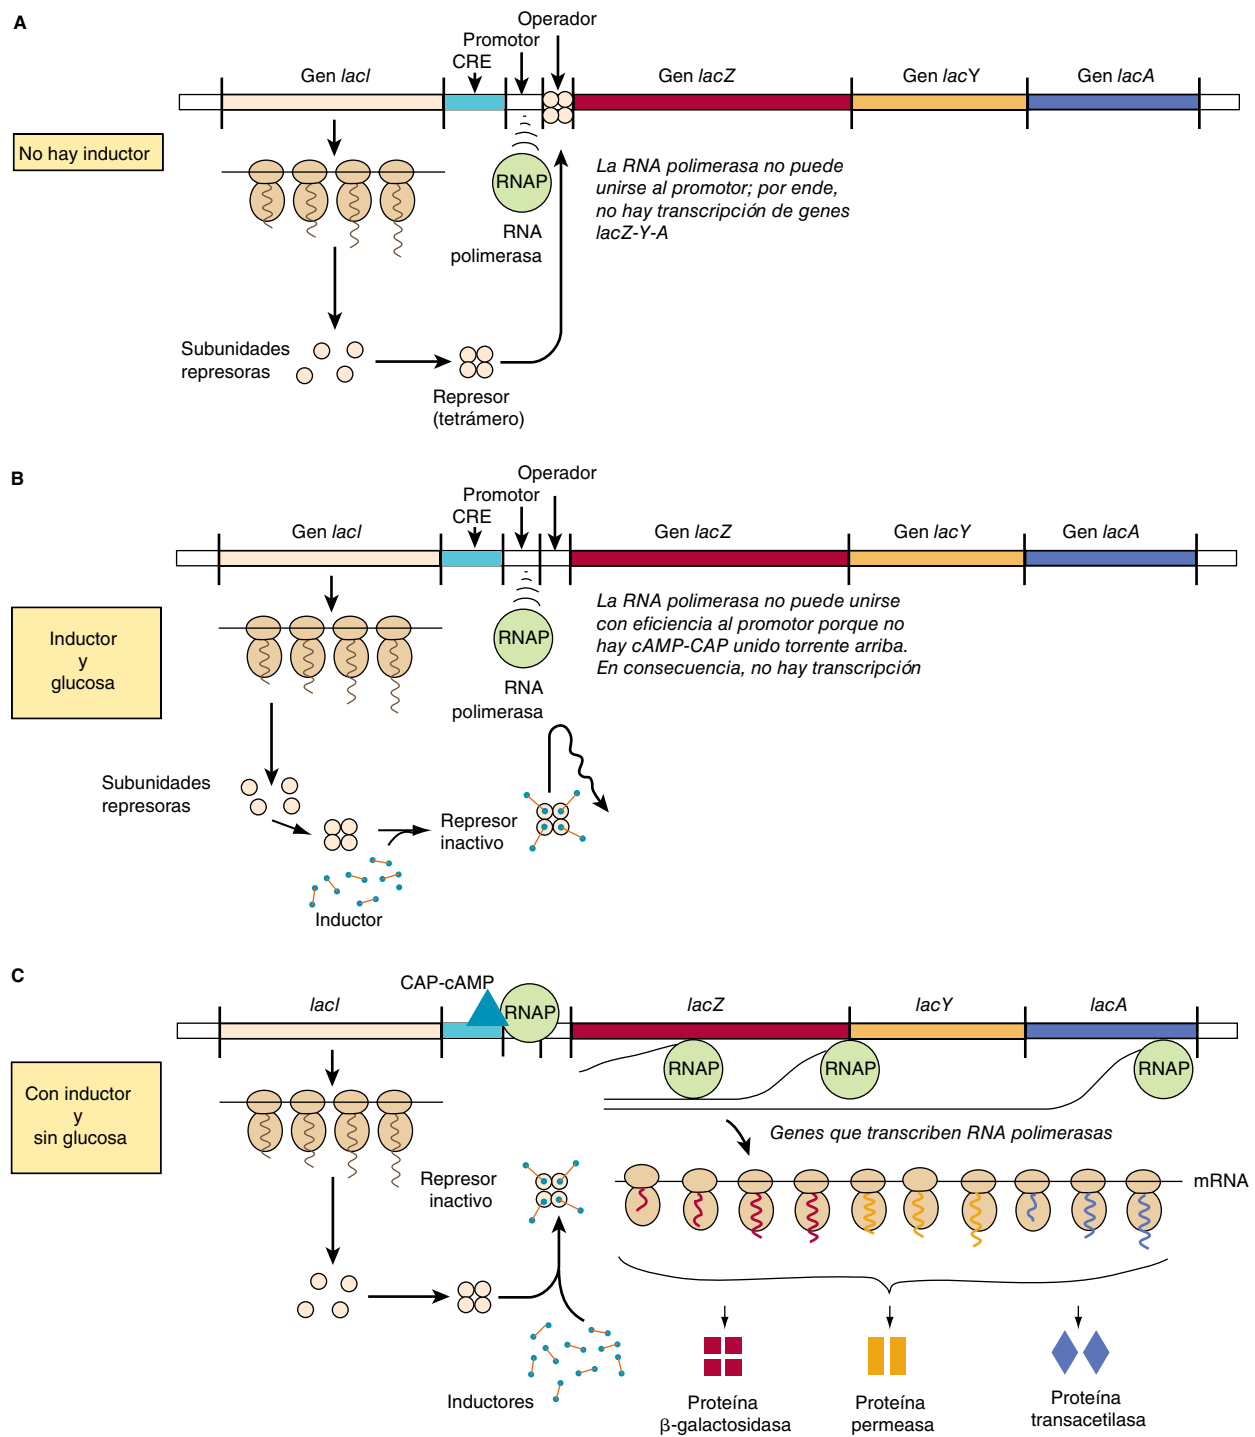 A
Operador
Promotor
CRE
Gen lacI
Gen lacZ
Gen lacY
Gen lacA
No hay inductor
RNAP
RNA
polimerasa
La RNA polimerasa no puede
unirse al promotor; por ende,
no hay transcripción de genes
lacZ-Y-A
Subunidades
represoras
Represor
(tetrámero)
B
Operador
Promotor
CRE
Gen lacI
Gen lacZ
Gen lacY
Gen lacA
Inductor
y
glucosa
RNAP
RNA
polimerasa
La RNA polimerasa no puede unirse
con eficiencia al promotor porque no
hay cAMP-CAP unido torrente arriba.
En consecuencia, no hay transcripción
Subunidades
represoras
Represor
inactivo
Inductor
C
CAP-cAMP
RNAP
lacI
lacZ
lacY
lacA
RNAP
RNAP
RNAP
Con inductor
y
sin glucosa
Genes que transcriben RNA polimerasas
mRNA
Represor
inactivo
Inductores
Proteína
β-galactosidasa
Proteína
permeasa
Proteína
transacetilasa